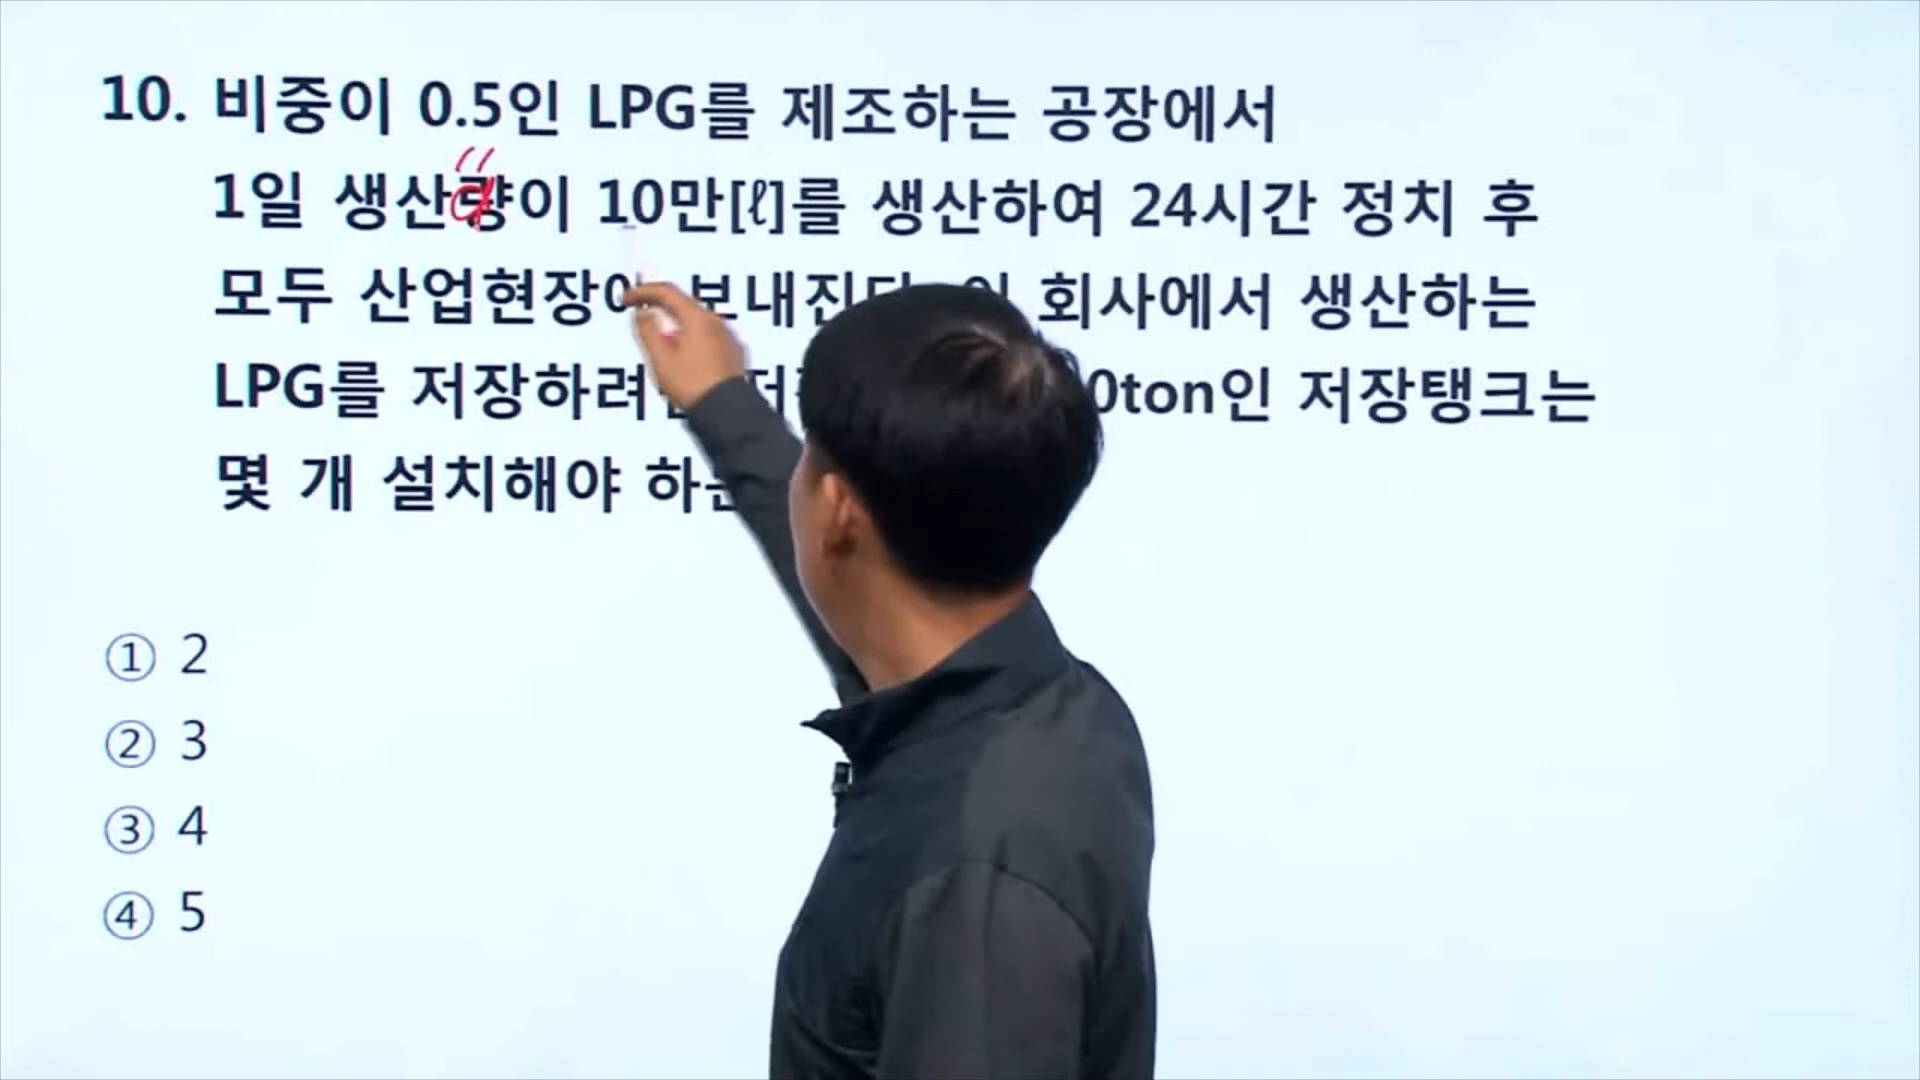 10. 비중이 0.5인 LPG를 제조하는 공장에서
1일 생산량이 10만[ℓ]를 생산하여 24시간 정치 후
모두 산업현장에 보내진다 회사에서 생산하는
LPG를 저장하려 0ton인 저장탱크는
몇 개 설치해야
① 2
② 3
③ 4
④ 5